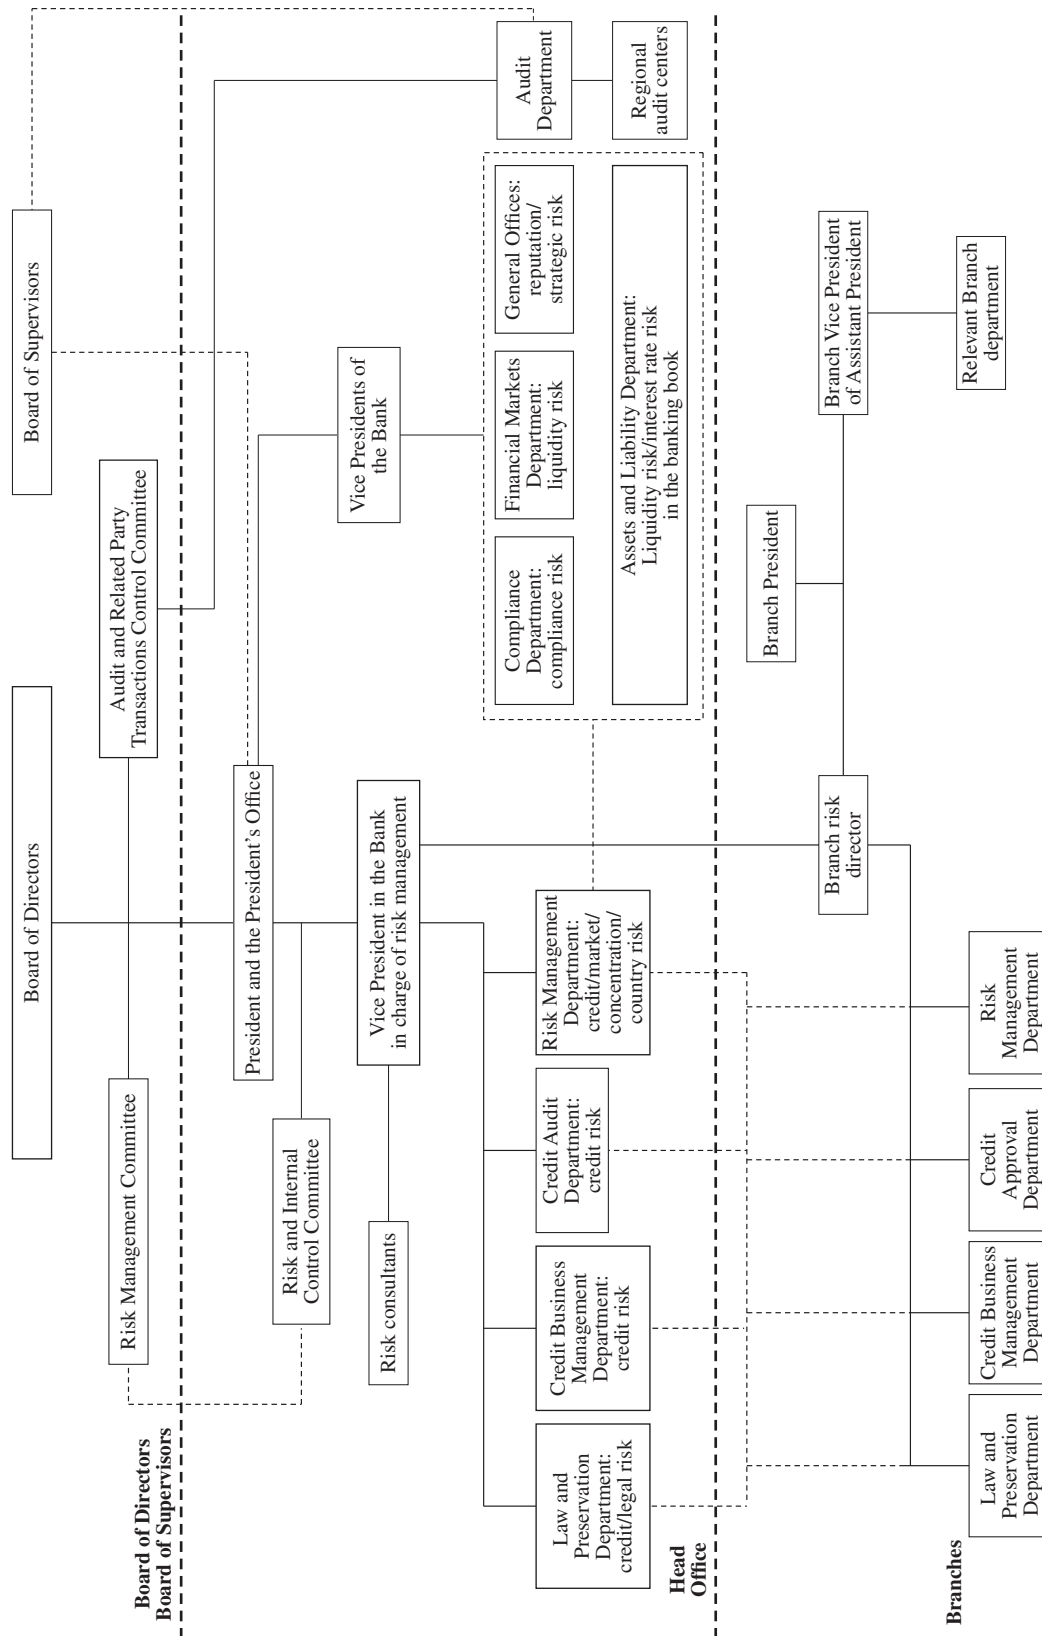 Board of Directors
Board of Supervisors
Risk Management Committee
Audit and Related Party
Transactions Control Committee
Board of Directors
Board of Supervisors
President and the President's Office
Risk and Internal
Control Committee
Vice Presidents of
the Bank
Vice President in the Bank
in charge of risk management
Risk consultants
Audit
Department
Regional
audit centers
Law and
Preservation
Department:
credit/legal risk
Credit Business
Management
Department:
credit risk
Credit Audit
Department:
credit risk
Risk Management
Department:
credit/market/
concentration/
country risk
Compliance
Department:
compliance risk
Financial Markets
Department:
liquidity risk
General Offices:
reputation/
strategic risk
Assets and Liability Department:
Liquidity risk/interest rate risk
in the banking book
Head
Office
Branch President
Branch risk
director
Branch Vice President
of Assistant President
Relevant Branch
department
Branches
Law and
Preservation
Department
Credit Business
Management
Department
Credit
Approval
Department
Risk
Management
Department